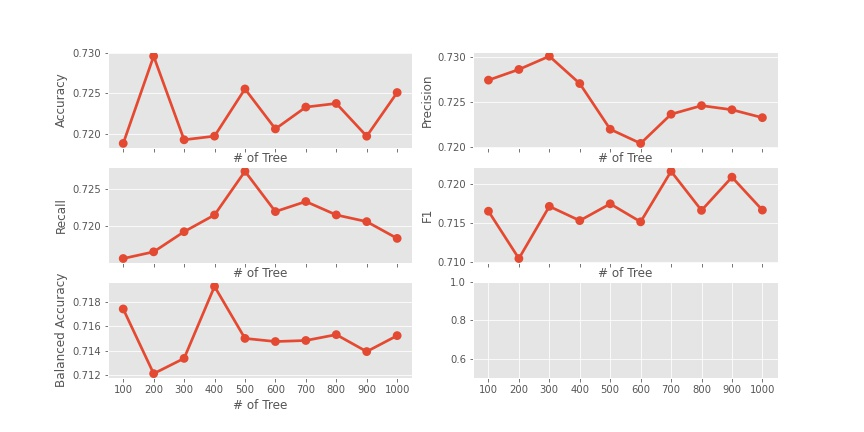 Accuracy
0.730
0.725
0.720
# of Tree
Precision
0.730
0.725
0.720
# of Tree
Recall
0.725
0.720
# of Tree
F1
0.720
0.715
0.710
# of Tree
Balanced Accuracy
0.718
0.716
0.714
0.712
100 200 300 400 500 600 700 800 900 1000
# of Tree
1.0
0.8
0.6
100 200 300 400 500 600 700 800 900 1000